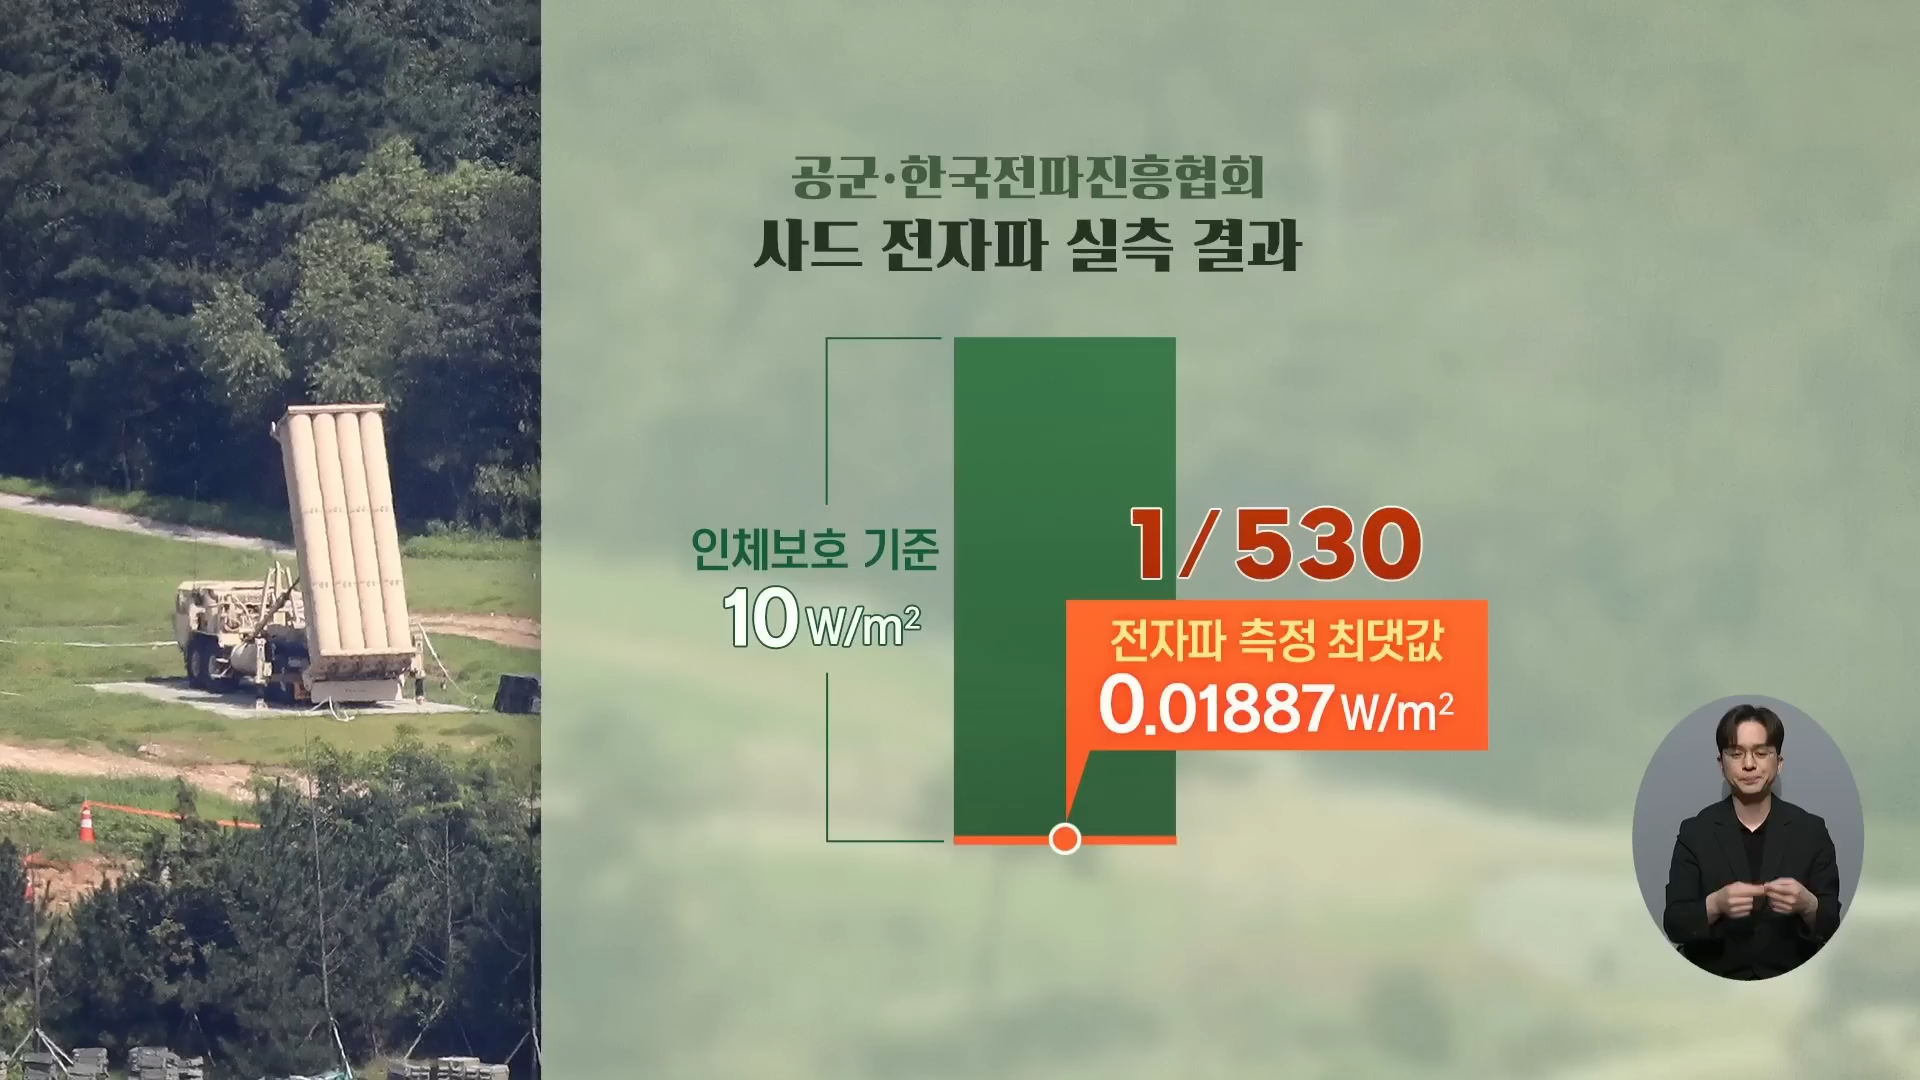 공군·한국전파진흥협회
사드 전자파 실측 결과
인체보호 기준
10 W/m²
1/530
전자파 측정 최댓값
0.01887 W/m²